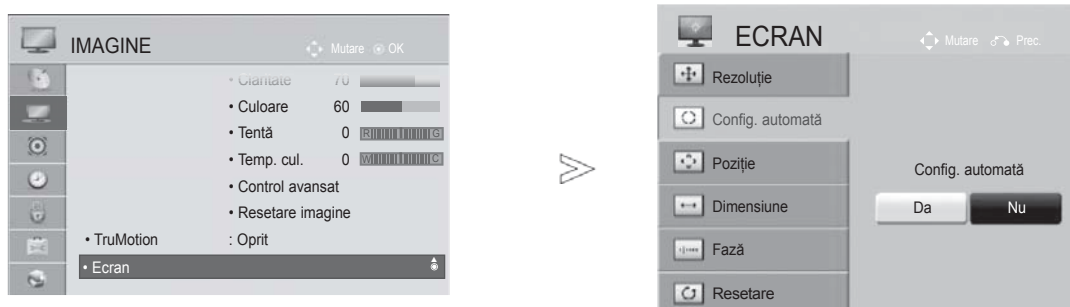 IMAGINE
Mutare OK
• Claritate 70
• Culoare 60
• Tentă 0 R G
• Temp. cul. 0 W C
• Control avansat
• Resetare imagine
• TruMotion : Oprit
• Ecran
ECRAN
Mutare Prec.
Rezoluție
Config. automată
Poziție
Dimensiune
Fază
Resetare
Config. automată
Da Nu